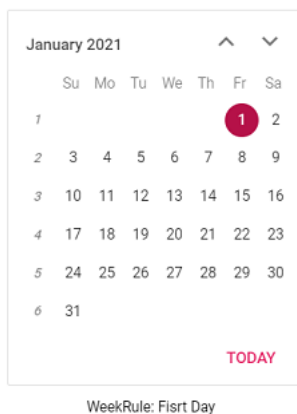 January 2021
Su Mo Tu We Th Fr Sa
1 1 2
2 3 4 5 6 7 8 9
3 10 11 12 13 14 15 16
4 17 18 19 20 21 22 23
5 24 25 26 27 28 29 30
6 31
TODAY
WeekRule: Fisrt Day